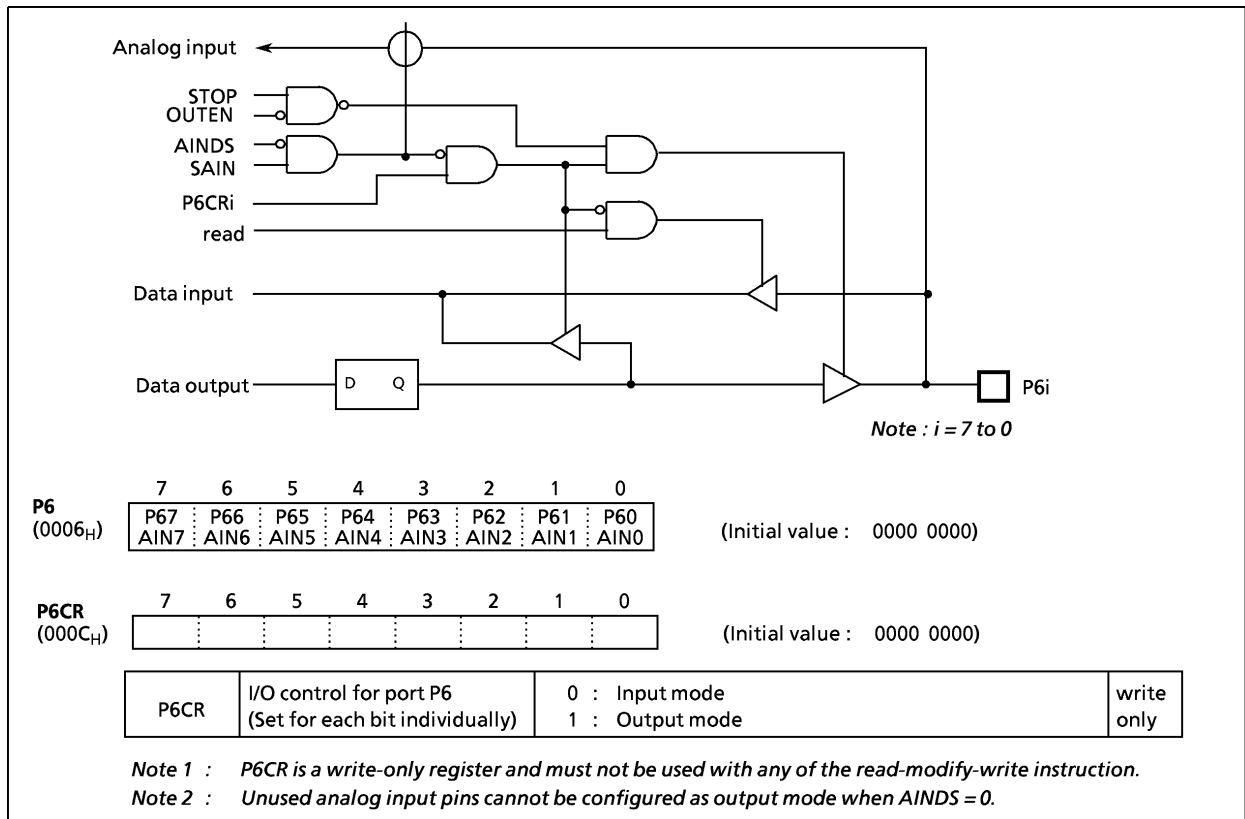 Analog input
STOP
OUTEN
AINDS
SAIN
P6CRi
read
Data input
Data output
D Q
P6i
Note : i = 7 to 0
7 6 5 4 3 2 1 0
P6
(0006H)
P67 P66 P65 P64 P63 P62 P61 P60
AIN7 AIN6 AIN5 AIN4 AIN3 AIN2 AIN1 AIN0
(Initial value : 0000 0000)
7 6 5 4 3 2 1 0
P6CR
(000CH)
(Initial value : 0000 0000)
P6CR
I/O control for port P6
(Set for each bit individually)
0 : Input mode
1 : Output mode
write
only
Note 1 : P6CR is a write-only register and must not be used with any of the read-modify-write instruction.
Note 2 : Unused analog input pins cannot be configured as output mode when AINDS = 0.